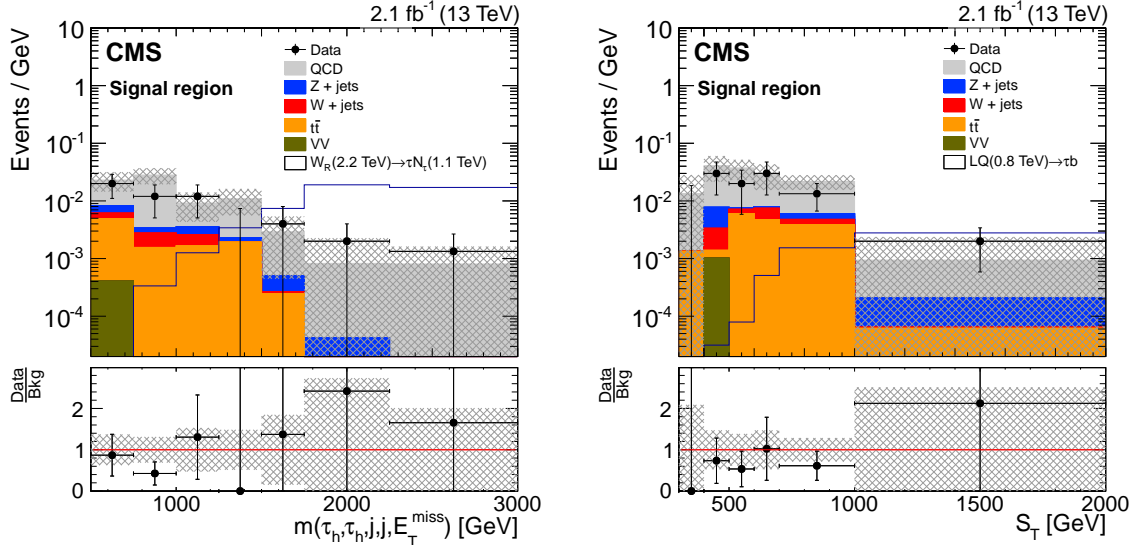 2.1 fb⁻¹ (13 TeV)
CMS
Signal region
Data
QCD
Z + jets
W + jets
tt̄
VV
W_R(2.2 TeV)→τN_τ(1.1 TeV)
Events / GeV
10
1
10⁻¹
10⁻²
10⁻³
10⁻⁴
Data
Bkg
2
1
0
1000 1500 2000 2500 3000
m(τ_h,τ_h,j,j,E_T^miss) [GeV]
2.1 fb⁻¹ (13 TeV)
CMS
Signal region
Data
QCD
Z + jets
W + jets
tt̄
VV
LQ(0.8 TeV)→τb
Events / GeV
10
1
10⁻¹
10⁻²
10⁻³
10⁻⁴
Data
Bkg
2
1
0
500 1000 1500 2000
S_T [GeV]